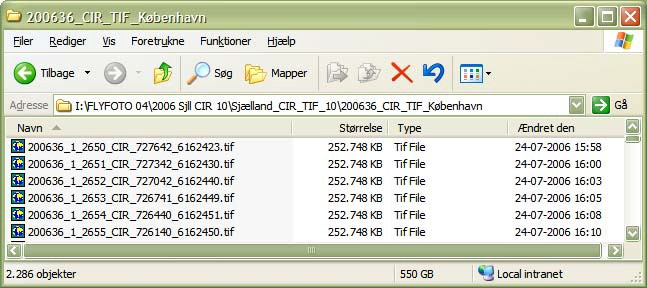 200636_CIR_TIF_København
Filer Rediger Vis Foretrukne Funktioner Hjælp
Tilbage Søg Mapper
Adresse I:\FLYFOTO 04\2006 Sjll CIR 10\Sjælland_CIR_TIF_10\200636_CIR_TIF_København Gå
Navn Størrelse Type Ændret den
200636_1_2650_CIR_727642_6162423.tif 252.748 KB Tif File 24-07-2006 15:58
200636_1_2651_CIR_727342_6162430.tif 252.748 KB Tif File 24-07-2006 16:00
200636_1_2652_CIR_727042_6162440.tif 252.748 KB Tif File 24-07-2006 16:03
200636_1_2653_CIR_726741_6162449.tif 252.748 KB Tif File 24-07-2006 16:05
200636_1_2654_CIR_726440_6162451.tif 252.748 KB Tif File 24-07-2006 16:08
200636_1_2655_CIR_726140_6162450.tif 252.748 KB Tif File 24-07-2006 16:10
2.286 objekter 550 GB Local intranet